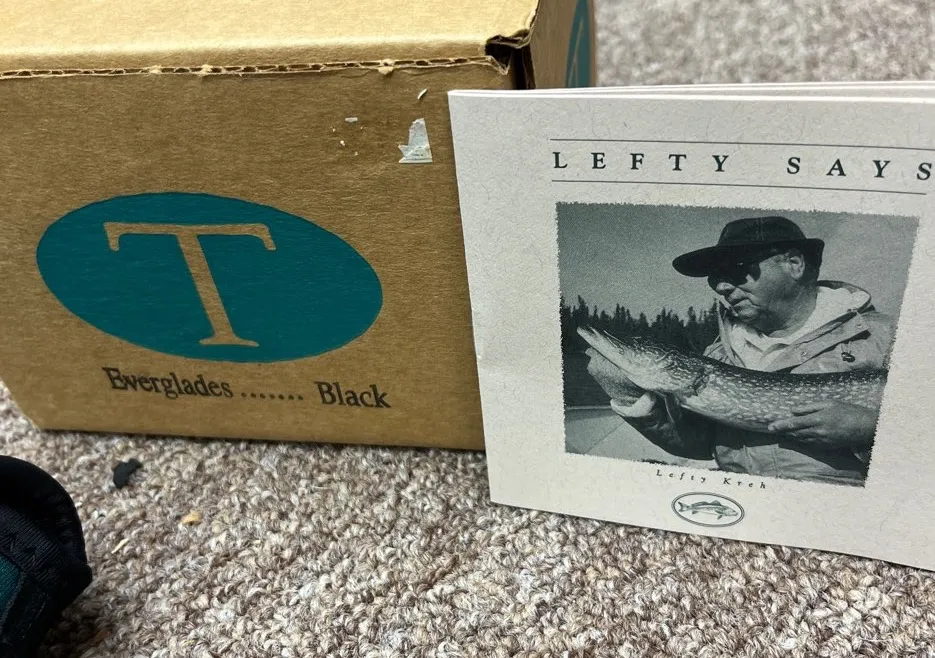 T
Everglades ....... Black
LEFTY SAYS
Lefty Kreh